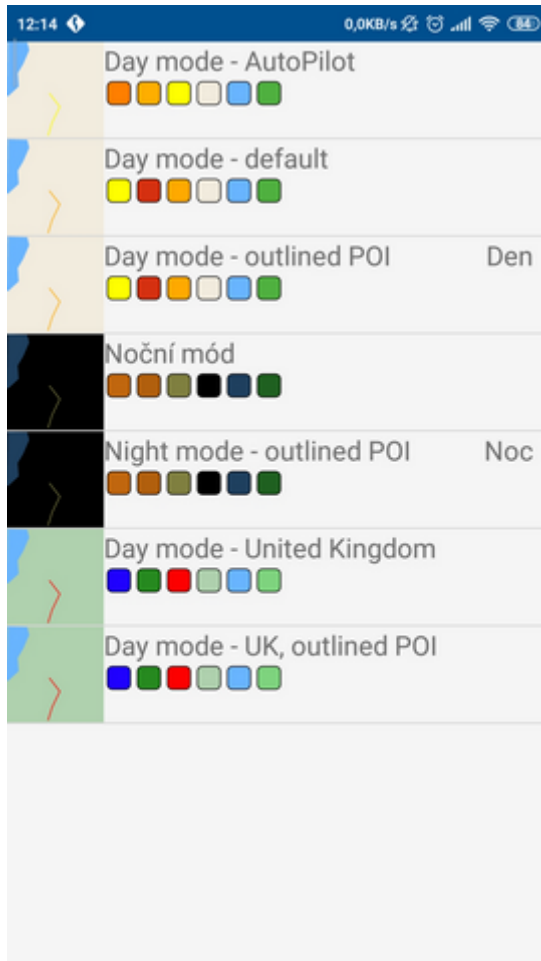 12:14 0,0KB/s 84
Day mode - AutoPilot
Day mode - default
Day mode - outlined POI Den
Noční mód
Night mode - outlined POI Noc
Day mode - United Kingdom
Day mode - UK, outlined POI